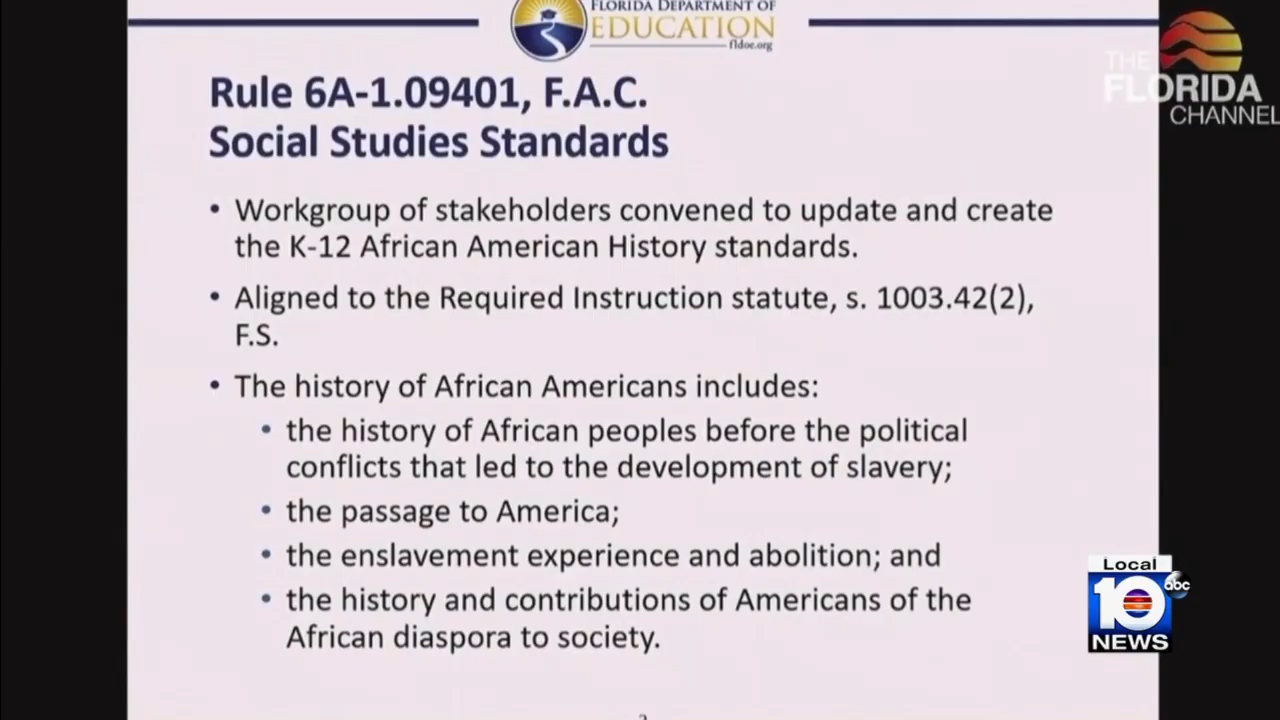 FLORIDA DEPARTMENT OF
EDUCATION
fldoe.org
THE
FLORIDA
CHANNEL
Rule 6A-1.09401, F.A.C.
Social Studies Standards
• Workgroup of stakeholders convened to update and create
the K-12 African American History standards.
• Aligned to the Required Instruction statute, s. 1003.42(2),
F.S.
• The history of African Americans includes:
• the history of African peoples before the political
conflicts that led to the development of slavery;
• the passage to America;
• the enslavement experience and abolition; and
• the history and contributions of Americans of the
African diaspora to society.
Local
10 abc
NEWS